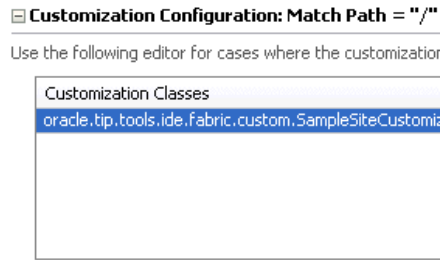 Customization Configuration: Match Path = "/"
Use the following editor for cases where the customization
Customization Classes
oracle.tip.tools.ide.fabric.custom.SampleSiteCustomiz